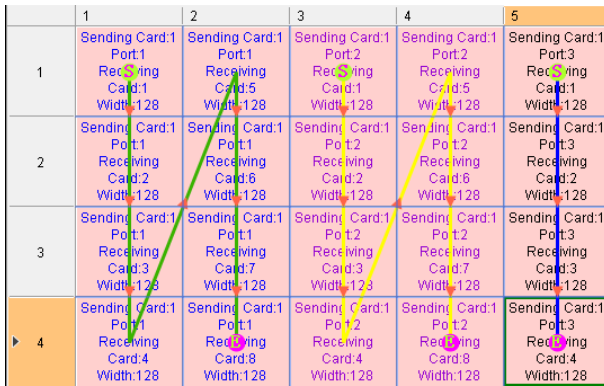 1 2 3 4 5
1
Sending Card:1
Port:1
Receiving
Card:1
Width:128
Sending Card:1
Port:1
Receiving
Card:5
Width:128
Sending Card:1
Port:2
Receiving
Card:1
Width:128
Sending Card:1
Port:2
Receiving
Card:5
Width:128
Sending Card:1
Port:3
Receiving
Card:1
Width:128
2
Sending Card:1
Port:1
Receiving
Card:2
Width:128
Sending Card:1
Port:1
Receiving
Card:6
Width:128
Sending Card:1
Port:2
Receiving
Card:2
Width:128
Sending Card:1
Port:2
Receiving
Card:6
Width:128
Sending Card:1
Port:3
Receiving
Card:2
Width:128
3
Sending Card:1
Port:1
Receiving
Card:3
Width:128
Sending Card:1
Port:1
Receiving
Card:7
Width:128
Sending Card:1
Port:2
Receiving
Card:3
Width:128
Sending Card:1
Port:2
Receiving
Card:7
Width:128
Sending Card:1
Port:3
Receiving
Card:3
Width:128
4
Sending Card:1
Port:1
Receiving
Card:4
Width:128
Sending Card:1
Port:1
Receiving
Card:8
Width:128
Sending Card:1
Port:2
Receiving
Card:4
Width:128
Sending Card:1
Port:2
Receiving
Card:8
Width:128
Sending Card:1
Port:3
Receiving
Card:4
Width:128
S
S
S
E
E
E